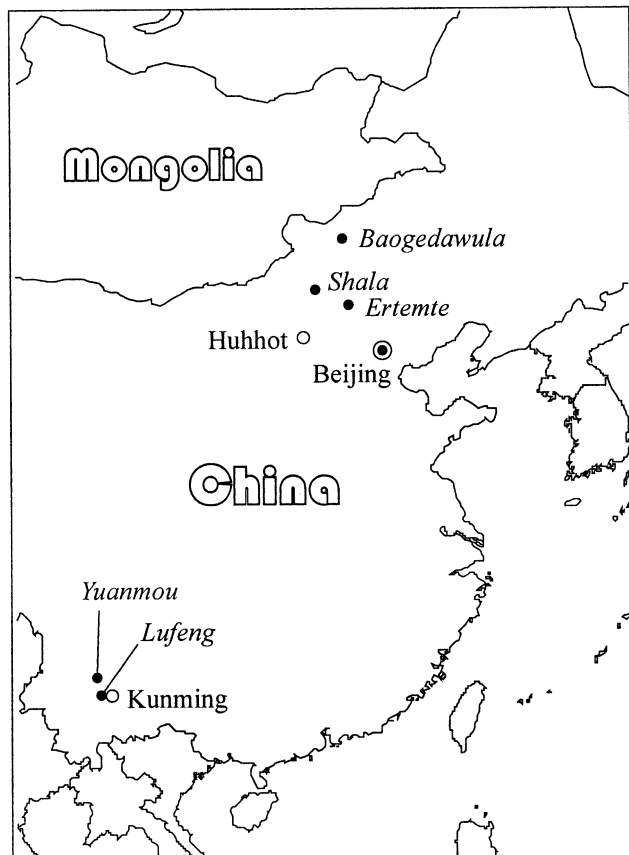 Mongolia
Baogedawula
Shala
Ertemte
Huhhot
Beijing
China
Yuanmou
Lufeng
Kunming